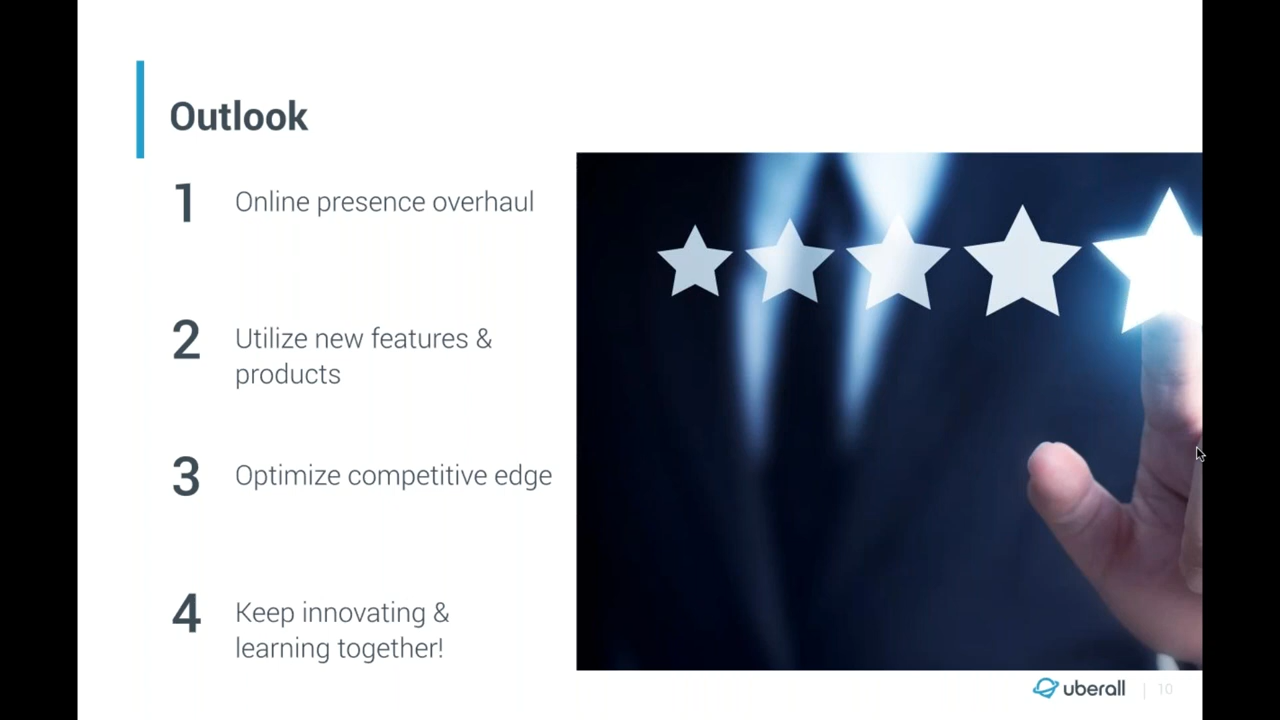 Outlook
1 Online presence overhaul
2 Utilize new features &
products
3 Optimize competitive edge
4 Keep innovating &
learning together!
uberall | 10